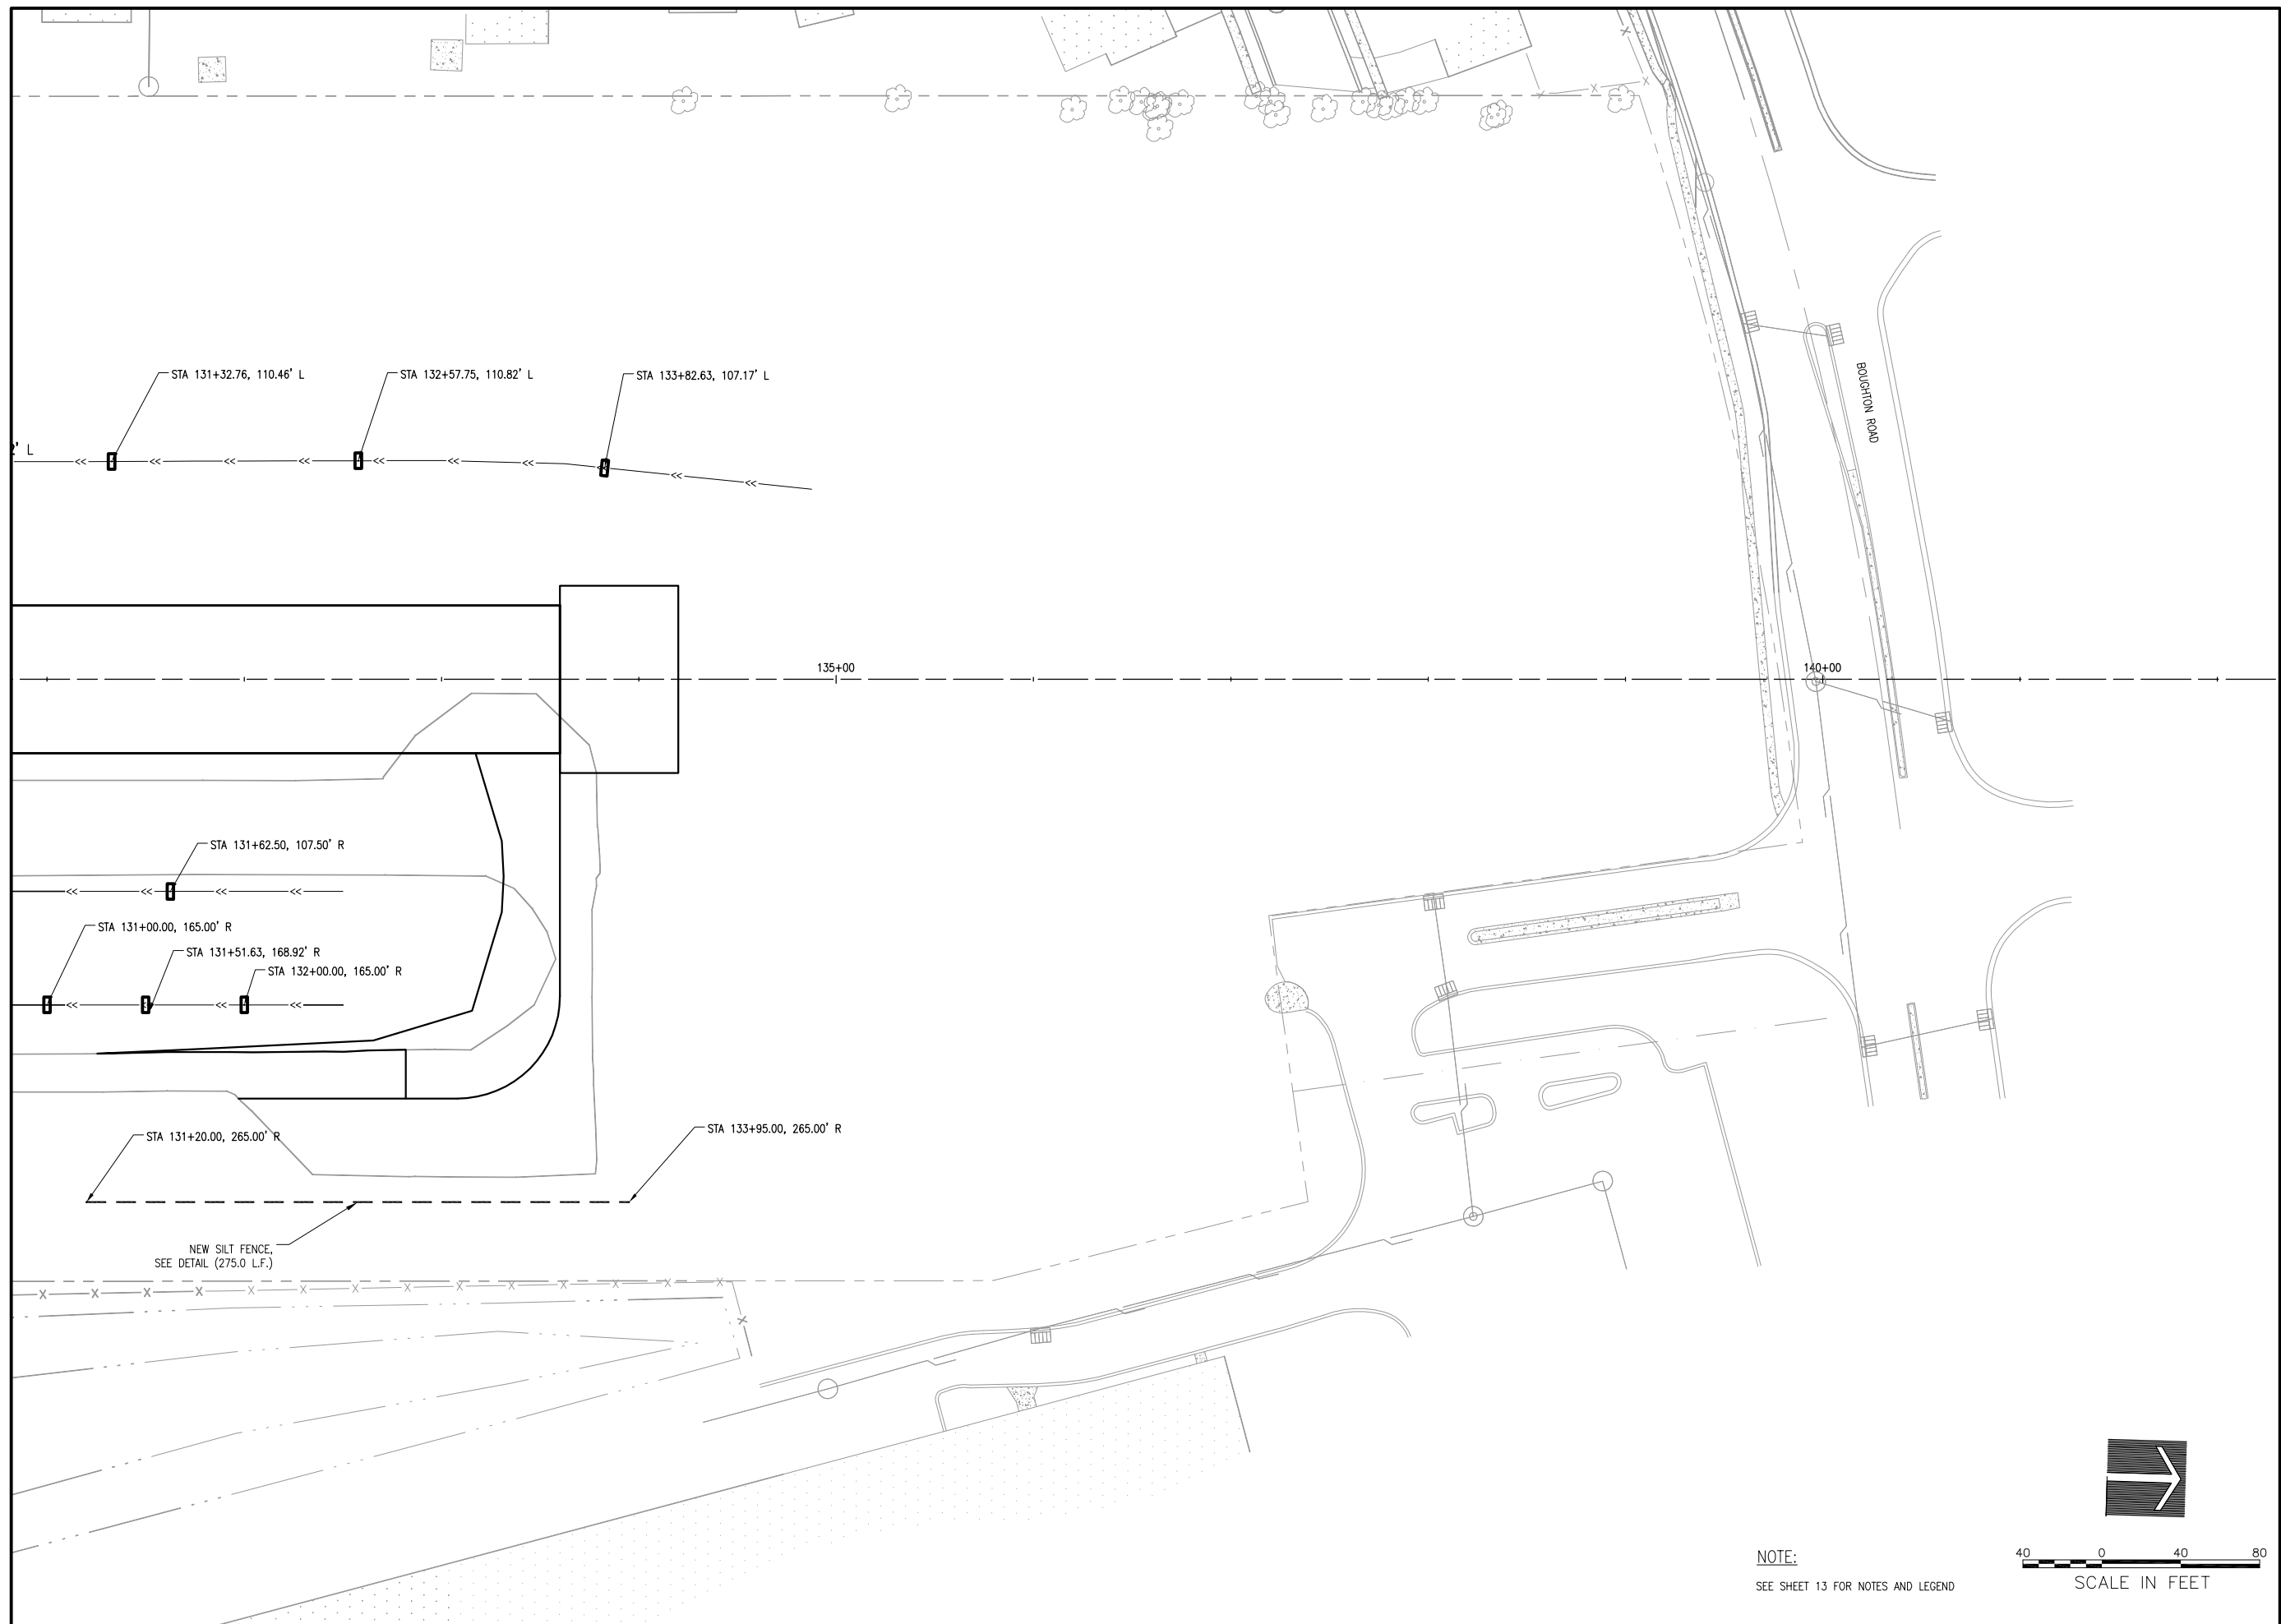 STA 131+32.76, 110.46' L
STA 132+57.75, 110.82' L
STA 133+82.63, 107.17' L
' L
BOUGHTON ROAD
135+00
140+00
STA 131+62.50, 107.50' R
STA 131+00.00, 165.00' R
STA 131+51.63, 168.92' R
STA 132+00.00, 165.00' R
STA 131+20.00, 265.00' R
STA 133+95.00, 265.00' R
NEW SILT FENCE,
SEE DETAIL (275.0 L.F.)
NOTE:
SEE SHEET 13 FOR NOTES AND LEGEND
40 0 40 80
SCALE IN FEET